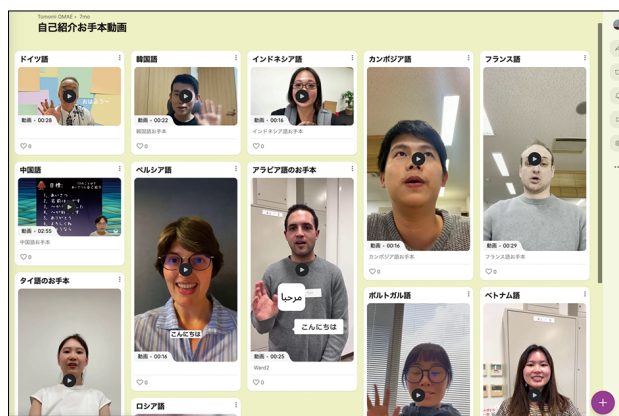 Tomomi OMAE • 7mo
自己紹介お手本動画
ドイツ語
おはよう〜
動画 • 00:28
0
韓国語
動画 • 00:22
韓国語お手本
0
インドネシア語
動画 • 00:16
インドネシア語お手本
0
カンボジア語
動画 • 00:16
カンボジア語お手本
0
フランス語
動画 • 00:29
フランス語お手本
0
中国語
目標:
動画 • 02:55
中国語お手本
0
ペルシア語
こんにちは
動画 • 00:16
0
アラビア語のお手本
مرحبا
こんにちは
動画 • 00:25
Ward2
0
タイ語のお手本
ロシア語
ポルトガル語
ベトナム語